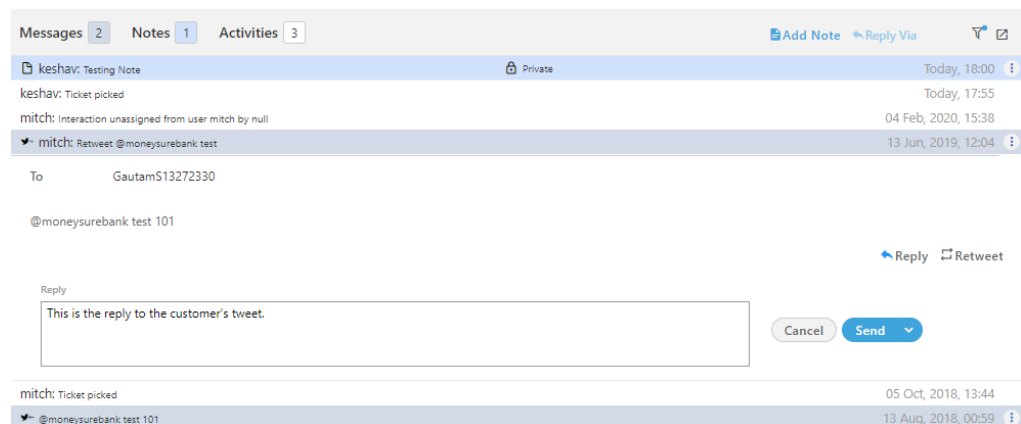 Messages 2 Notes 1 Activities 3 Add Note Reply Via
keshav: Testing Note Private Today, 18:00
keshav: Ticket picked Today, 17:55
mitch: Interaction unassigned from user mitch by null 04 Feb, 2020, 15:38
mitch: Retweet @moneysurebank test 13 Jun, 2019, 12:04
To GautamS13272330
@moneysurebank test 101
Reply Retweet
Reply
This is the reply to the customer's tweet.
Cancel Send
mitch: Ticket picked 05 Oct, 2018, 13:44
@moneysurebank test 101 13 Aug, 2018, 00:59